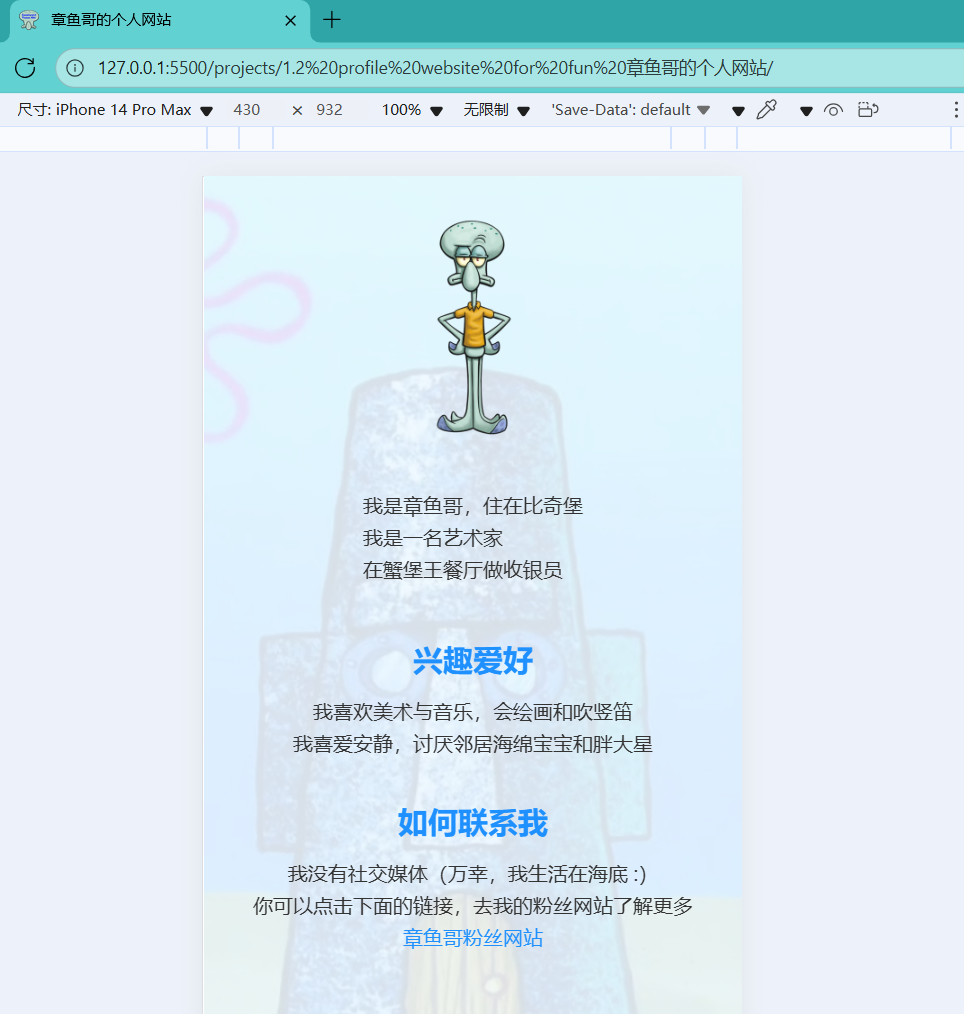 章鱼哥的个人网站
127.0.0.1:5500/projects/1.2%20profile%20website%20for%20fun%20章鱼哥的个人网站/
尺寸: iPhone 14 Pro Max 430 × 932 100% 无限制 'Save-Data': default
我是章鱼哥，住在比奇堡
我是一名艺术家
在蟹堡王餐厅做收银员
兴趣爱好
我喜欢美术与音乐，会绘画和吹竖笛
我喜爱安静，讨厌邻居海绵宝宝和胖大星
如何联系我
我没有社交媒体（万幸，我生活在海底 :)
你可以点击下面的链接，去我的粉丝网站了解更多
章鱼哥粉丝网站